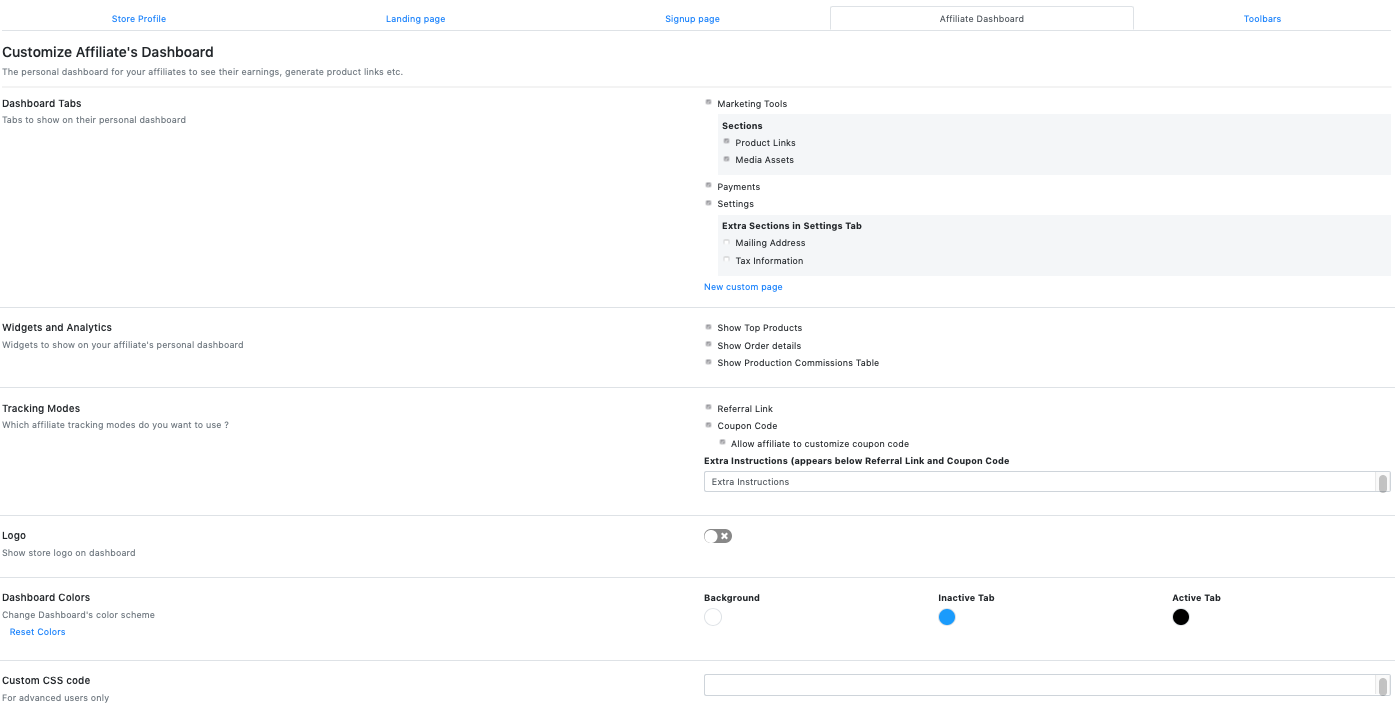 Store Profile Landing page Signup page Affiliate Dashboard Toolbars
Customize Affiliate's Dashboard
The personal dashboard for your affiliates to see their earnings, generate product links etc.
Dashboard Tabs
Tabs to show on their personal dashboard
Marketing Tools
Sections
Product Links
Media Assets
Payments
Settings
Extra Sections in Settings Tab
Mailing Address
Tax Information
New custom page
Widgets and Analytics
Widgets to show on your affiliate's personal dashboard
Show Top Products
Show Order details
Show Production Commissions Table
Tracking Modes
Which affiliate tracking modes do you want to use ?
Referral Link
Coupon Code
Allow affiliate to customize coupon code
Extra Instructions (appears below Referral Link and Coupon Code
Extra Instructions
Logo
Show store logo on dashboard
Dashboard Colors
Change Dashboard's color scheme
Reset Colors
Background Inactive Tab Active Tab
Custom CSS code
For advanced users only